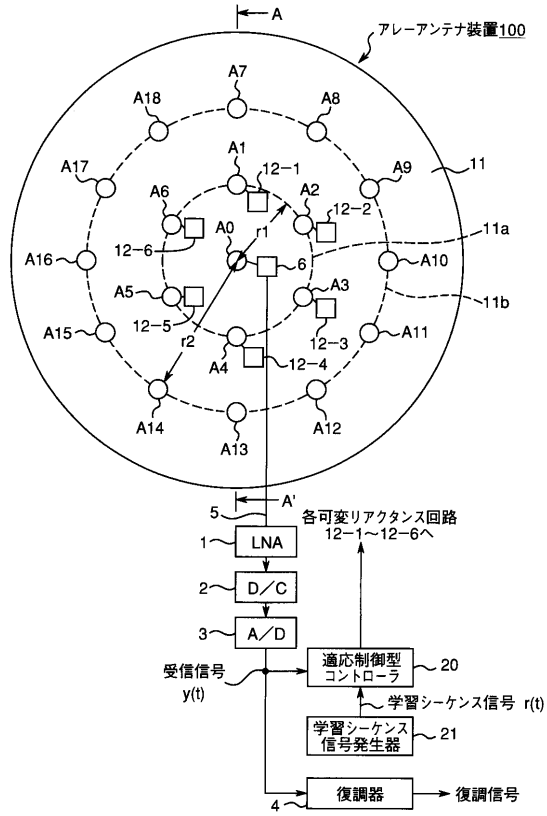 A
アレーアンテナ装置100
A7
A18
A8
A17
A1
12-1
A9
11
A6
A2
12-2
A0
r1
11a
12-6
A16
6
A10
A5
A3
11b
12-5
12-3
A15
r2
A4
12-4
A11
A14
A12
A13
A'
5
各可変リアクタンス回路
12-1～12-6へ
1
LNA
2
D/C
3
A/D
受信信号
y(t)
適応制御型
コントローラ
20
学習シーケンス信号 r(t)
学習シーケンス
信号発生器
21
4
復調器
復調信号